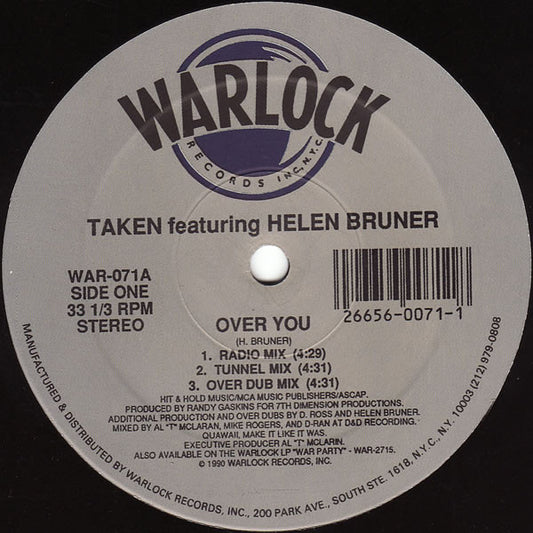 WARLOCK
RECORDS INC., N.Y.C.
TAKEN featuring HELEN BRUNER
WAR-071A
SIDE ONE
33 1/3 RPM
STEREO
26656-0071-1
OVER YOU
(H. BRUNER)
1. RADIO MIX (4:29)
2. TUNNEL MIX (4:31)
3. OVER DUB MIX (4:31)
HIT & HOLD MUSIC/MCA MUSIC PUBLISHERS/ASCAP.
PRODUCED BY RANDY GASKINS FOR 7TH DIMENSION PRODUCTIONS.
ADDITIONAL PRODUCTION AND OVER DUBS BY D. ROSS AND HELEN BRUNER.
MIXED BY AL "T" MCLARAN, MIKE ROGERS, AND D-RAN AT D&D RECORDING.
QUAWAII, MAKE IT LIKE IT WAS.
EXECUTIVE PRODUCER AL "T" MCLARIN.
ALSO AVAILABLE ON THE WARLOCK LP "WAR PARTY" - WAR-2715.
© 1990 WARLOCK RECORDS, INC.
MANUFACTURED & DISTRIBUTED BY WARLOCK RECORDS, INC., 200 PARK AVE., SOUTH STE. 1618, N.Y.C., NY. 10003 (212) 979-0808